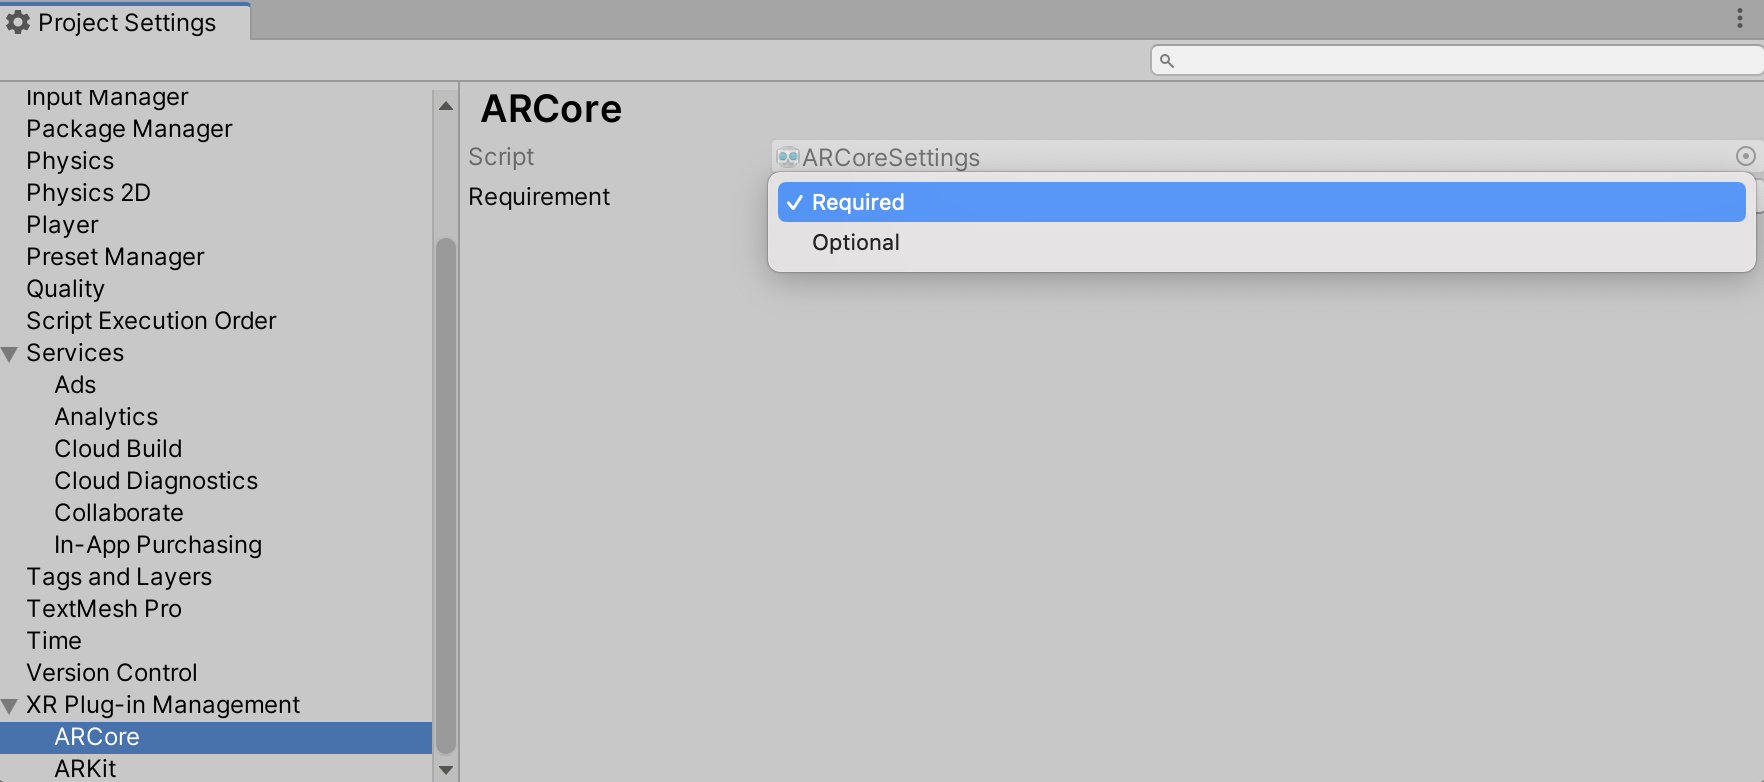 Project Settings
Input Manager
Package Manager
Physics
Physics 2D
Player
Preset Manager
Quality
Script Execution Order
Services
Ads
Analytics
Cloud Build
Cloud Diagnostics
Collaborate
In-App Purchasing
Tags and Layers
TextMesh Pro
Time
Version Control
XR Plug-in Management
ARCore
ARKit
ARCore
Script ARCoreSettings
Requirement
✓ Required
Optional